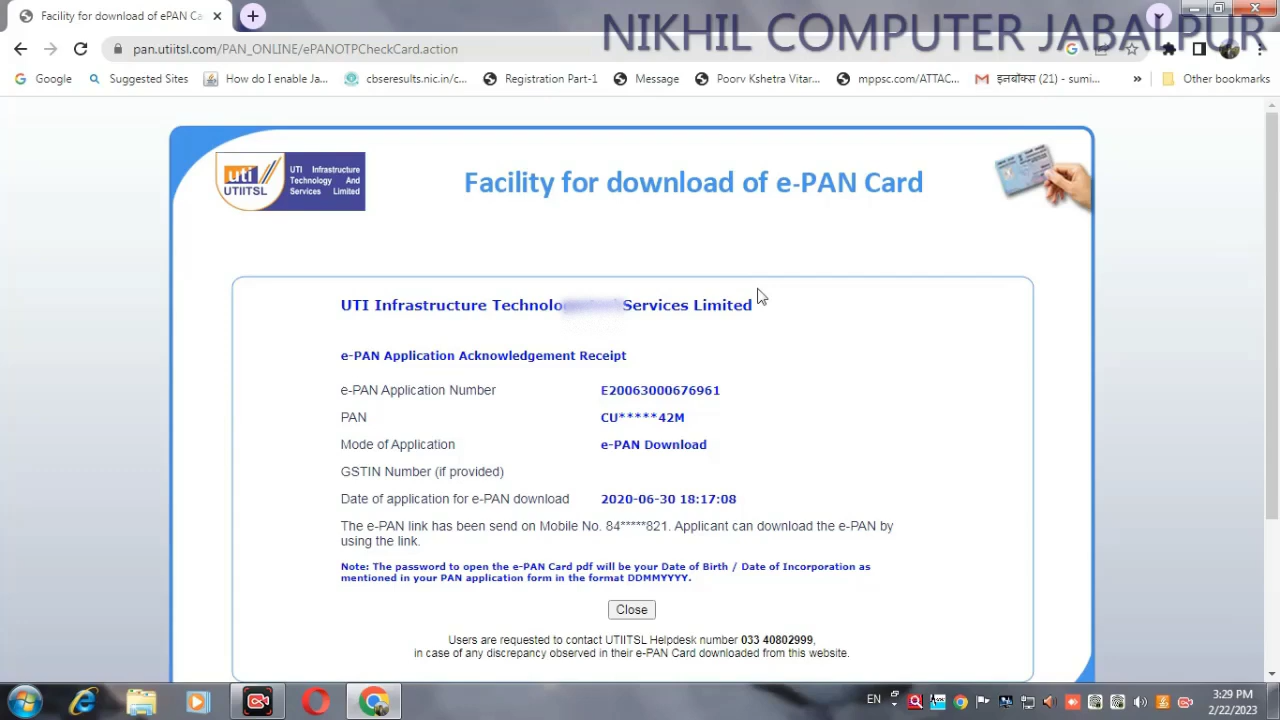 Facility for download of ePAN Ca
NIKHIL COMPUTER JABALPUR
pan.utiitsl.com/PAN_ONLINE/ePANOTPCheckCard.action
Google
Suggested Sites
How do I enable Ja...
cbseresults.nic.in/c...
Registration Part-1
Message
Poorv Kshetra Vitar...
mppsc.com/ATTAC...
इनबॉक्स (21) - sumi...
»
Other bookmarks
uti
UTIITSL
UTI Infrastructure
Technology And
Services Limited
Facility for download of e-PAN Card
UTI Infrastructure Technolo Services Limited
e-PAN Application Acknowledgement Receipt
e-PAN Application Number E20063000676961
PAN CU*****42M
Mode of Application e-PAN Download
GSTIN Number (if provided)
Date of application for e-PAN download 2020-06-30 18:17:08
The e-PAN link has been send on Mobile No. 84*****821. Applicant can download the e-PAN by
using the link.
Note: The password to open the e-PAN Card pdf will be your Date of Birth / Date of Incorporation as
mentioned in your PAN application form in the format DDMMYYYY.
Close
Users are requested to contact UTIITSL Helpdesk number 033 40802999,
in case of any discrepancy observed in their e-PAN Card downloaded from this website.
EN
3:29 PM
2/22/2023